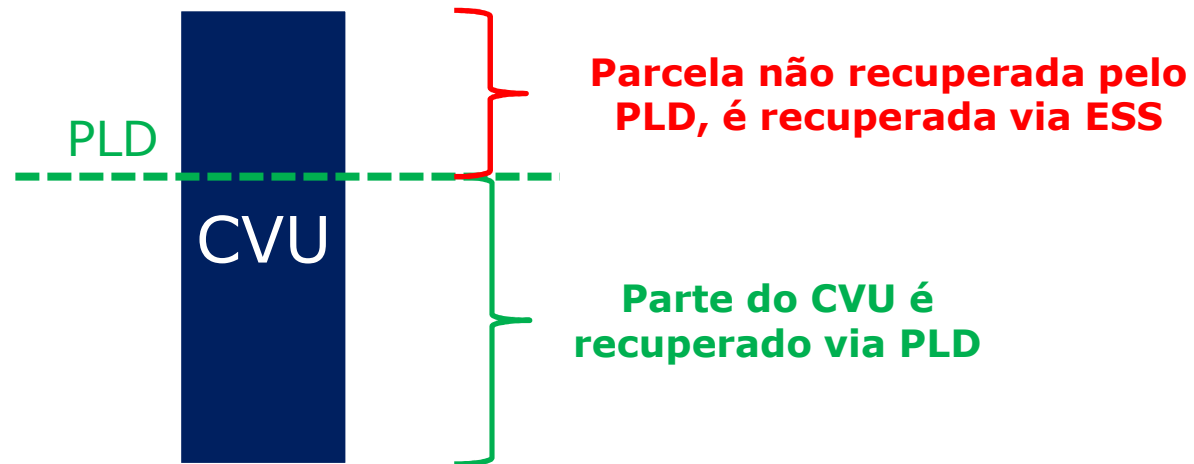 Parcela não recuperada pelo
PLD, é recuperada via ESS
PLD
CVU
Parte do CVU é
recuperado via PLD